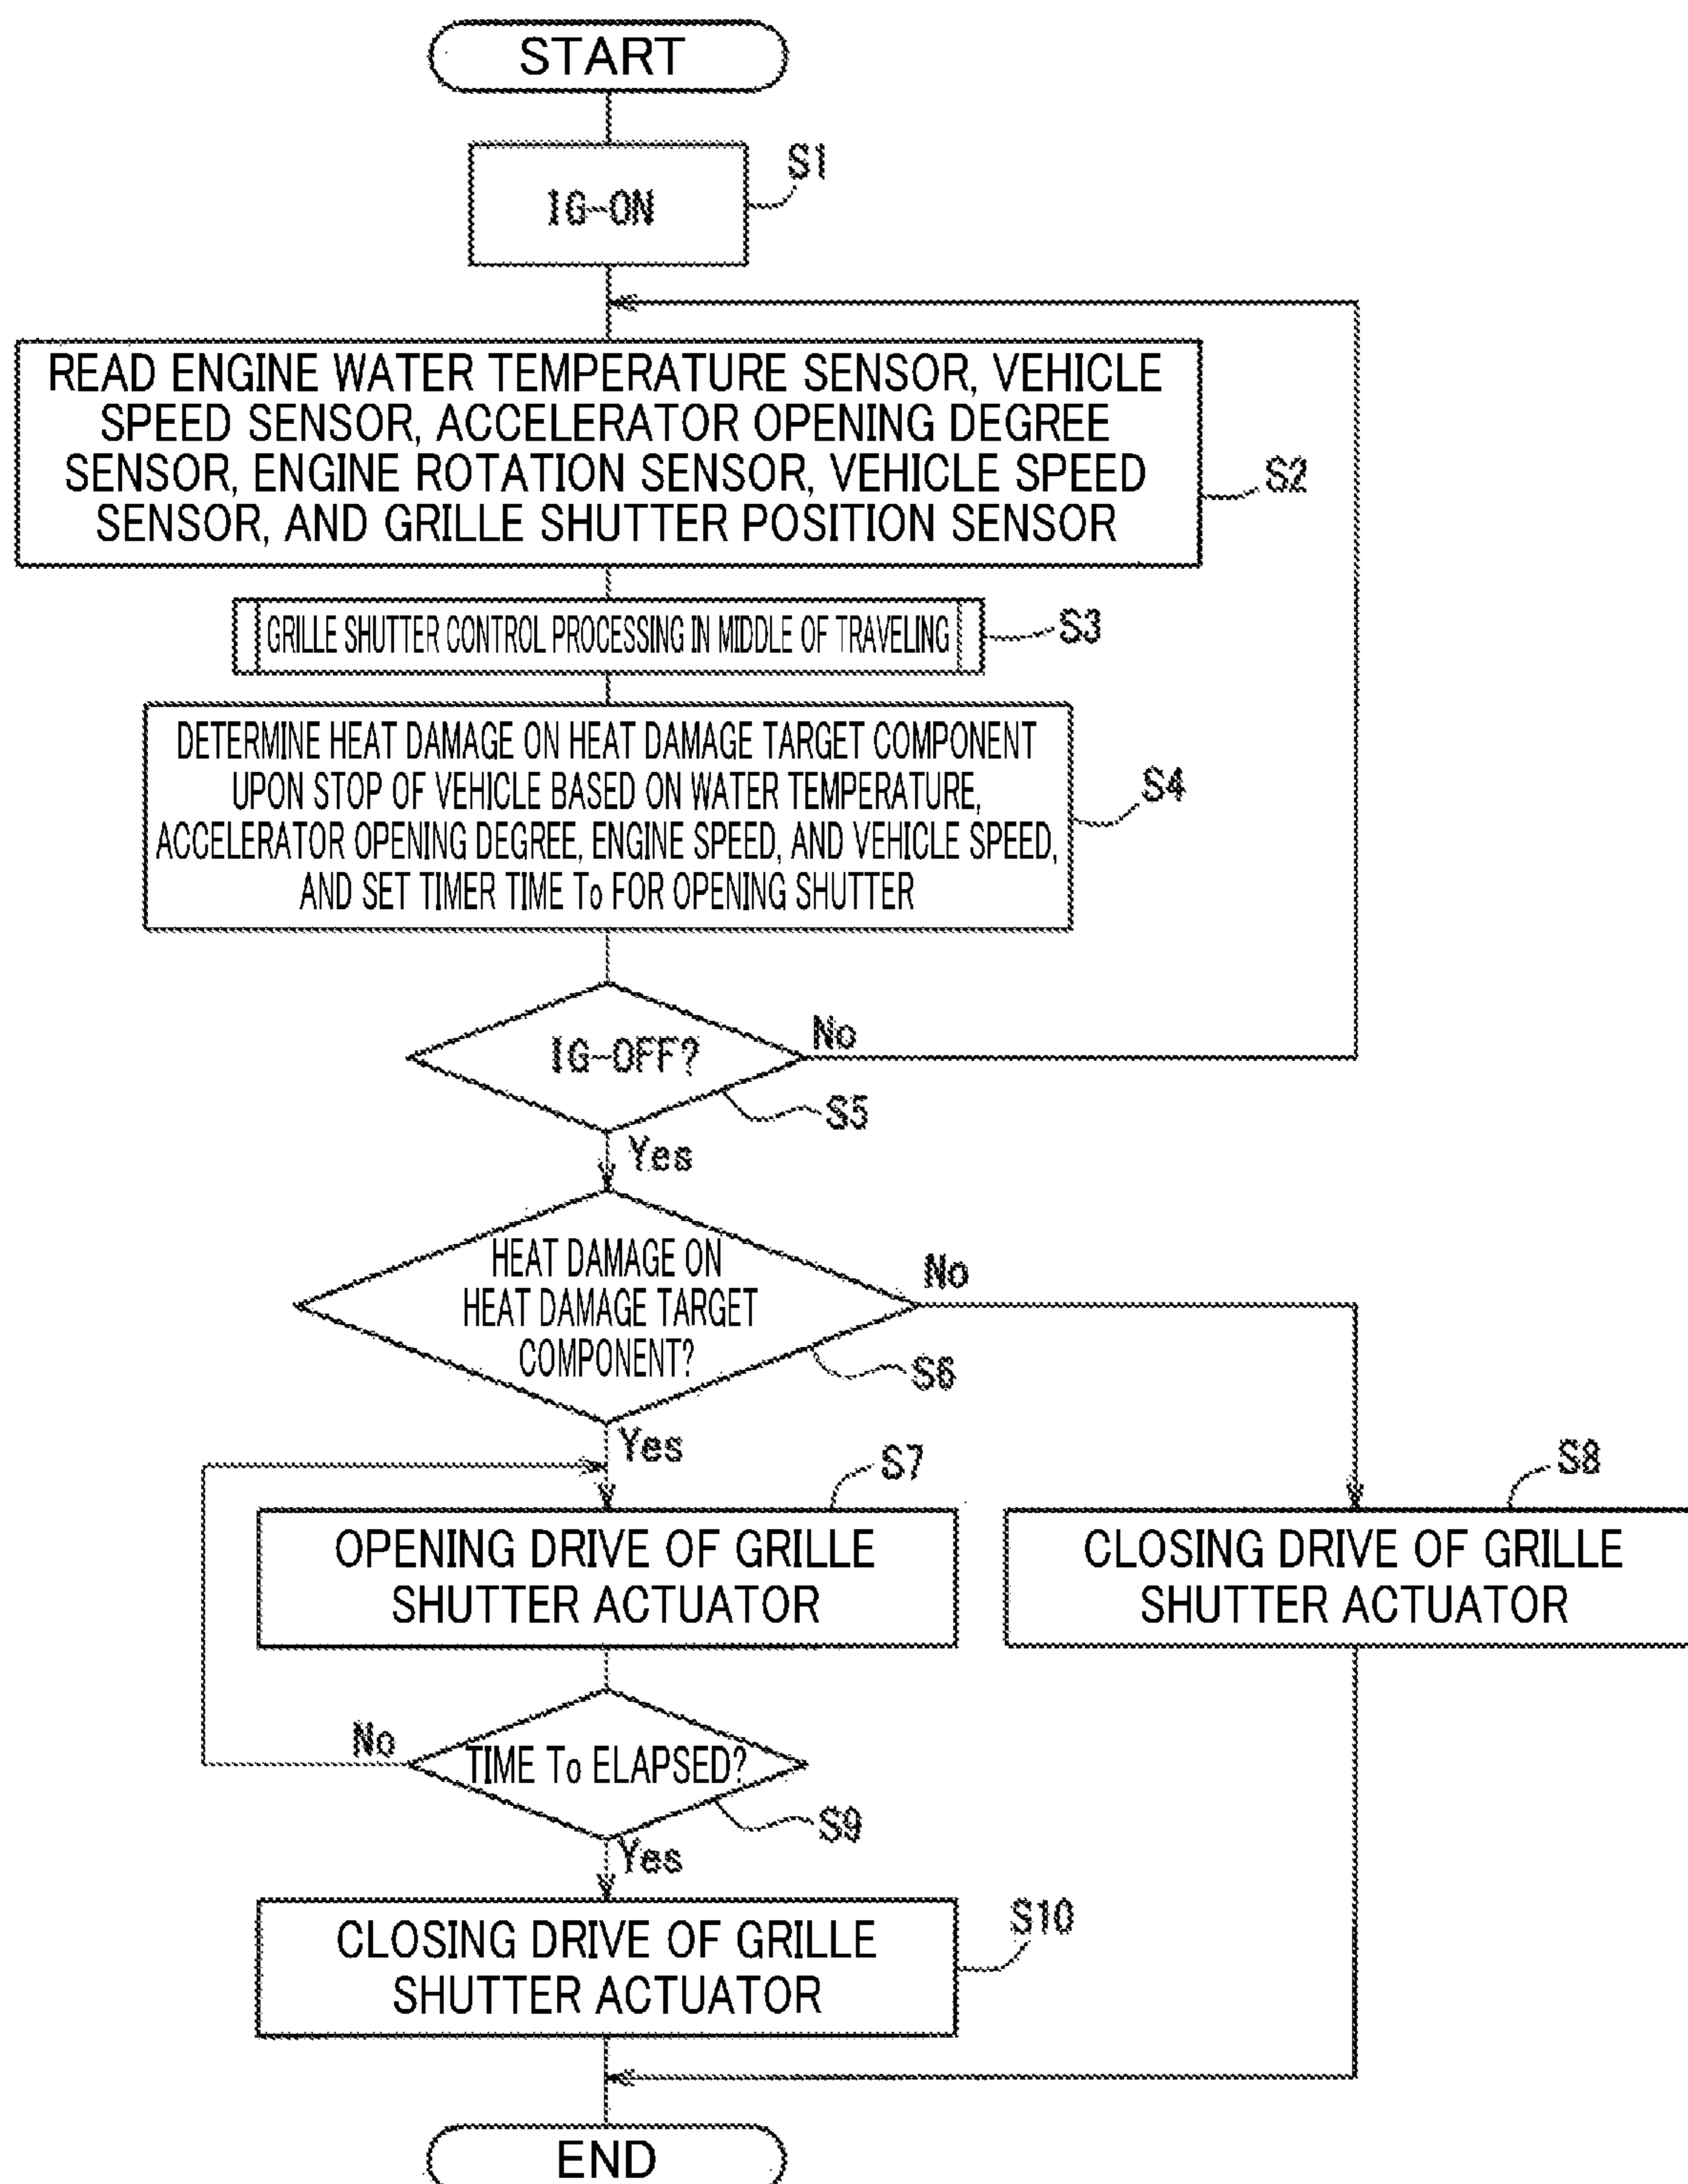 START
IG-ON
S1
READ ENGINE WATER TEMPERATURE SENSOR, VEHICLE
SPEED SENSOR, ACCELERATOR OPENING DEGREE
SENSOR, ENGINE ROTATION SENSOR, VEHICLE SPEED
SENSOR, AND GRILLE SHUTTER POSITION SENSOR
S2
GRILLE SHUTTER CONTROL PROCESSING IN MIDDLE OF TRAVELING
S3
DETERMINE HEAT DAMAGE ON HEAT DAMAGE TARGET COMPONENT
UPON STOP OF VEHICLE BASED ON WATER TEMPERATURE,
ACCELERATOR OPENING DEGREE, ENGINE SPEED, AND VEHICLE SPEED,
AND SET TIMER TIME To FOR OPENING SHUTTER
S4
IG-OFF?
No
S5
Yes
HEAT DAMAGE ON
HEAT DAMAGE TARGET
COMPONENT?
No
S6
Yes
S7
OPENING DRIVE OF GRILLE
SHUTTER ACTUATOR
S8
CLOSING DRIVE OF GRILLE
SHUTTER ACTUATOR
No
TIME To ELAPSED?
S9
Yes
CLOSING DRIVE OF GRILLE
SHUTTER ACTUATOR
S10
END